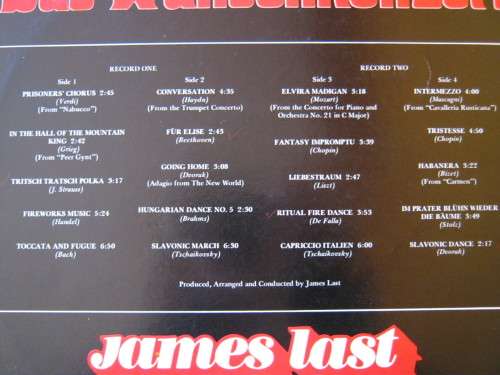 RECORD ONE
RECORD TWO
Side 1
PRISONERS' CHORUS 2:45
(Verdi)
(From "Nabucco")
IN THE HALL OF THE MOUNTAIN
KING 2:42
(Grieg)
(From "Peer Gynt")
TRITSCH TRATSCH POLKA 3:17
(J. Strauss)
FIREWORKS MUSIC 5:24
(Handel)
TOCCATA AND FUGUE 6:50
(Bach)
Side 2
CONVERSATION 4:35
(Haydn)
(From the Trumpet Concerto)
FÜR ELISE 2:45
(Beethoven)
GOING HOME 3:08
(Dvorak)
(Adagio from The New World)
HUNGARIAN DANCE NO. 5 2:30
(Brahms)
SLAVONIC MARCH 6:30
(Tschaikovsky)
Side 3
ELVIRA MADIGAN 3:18
(Mozart)
(From the Concerto for Piano and
Orchestra No. 21 in C Major)
FANTASY IMPROMPTU 3:39
(Chopin)
LIEBESTRAUM 2:47
(Liszt)
RITUAL FIRE DANCE 3:53
(De Falla)
CAPRICCIO ITALIEN 6:00
(Tschaikovsky)
Side 4
INTERMEZZO 4:00
(Mascagni)
(From "Cavalleria Rusticana")
TRISTESSE 4:50
(Chopin)
HABANERA 3:22
(Bizet)
(From "Carmen")
IM PRATER BLÜHN WIEDER
DIE BÄUME 3:49
(Stolz)
SLAVONIC DANCE 2:17
(Dvorak)
Produced, Arranged and Conducted by James Last
james last